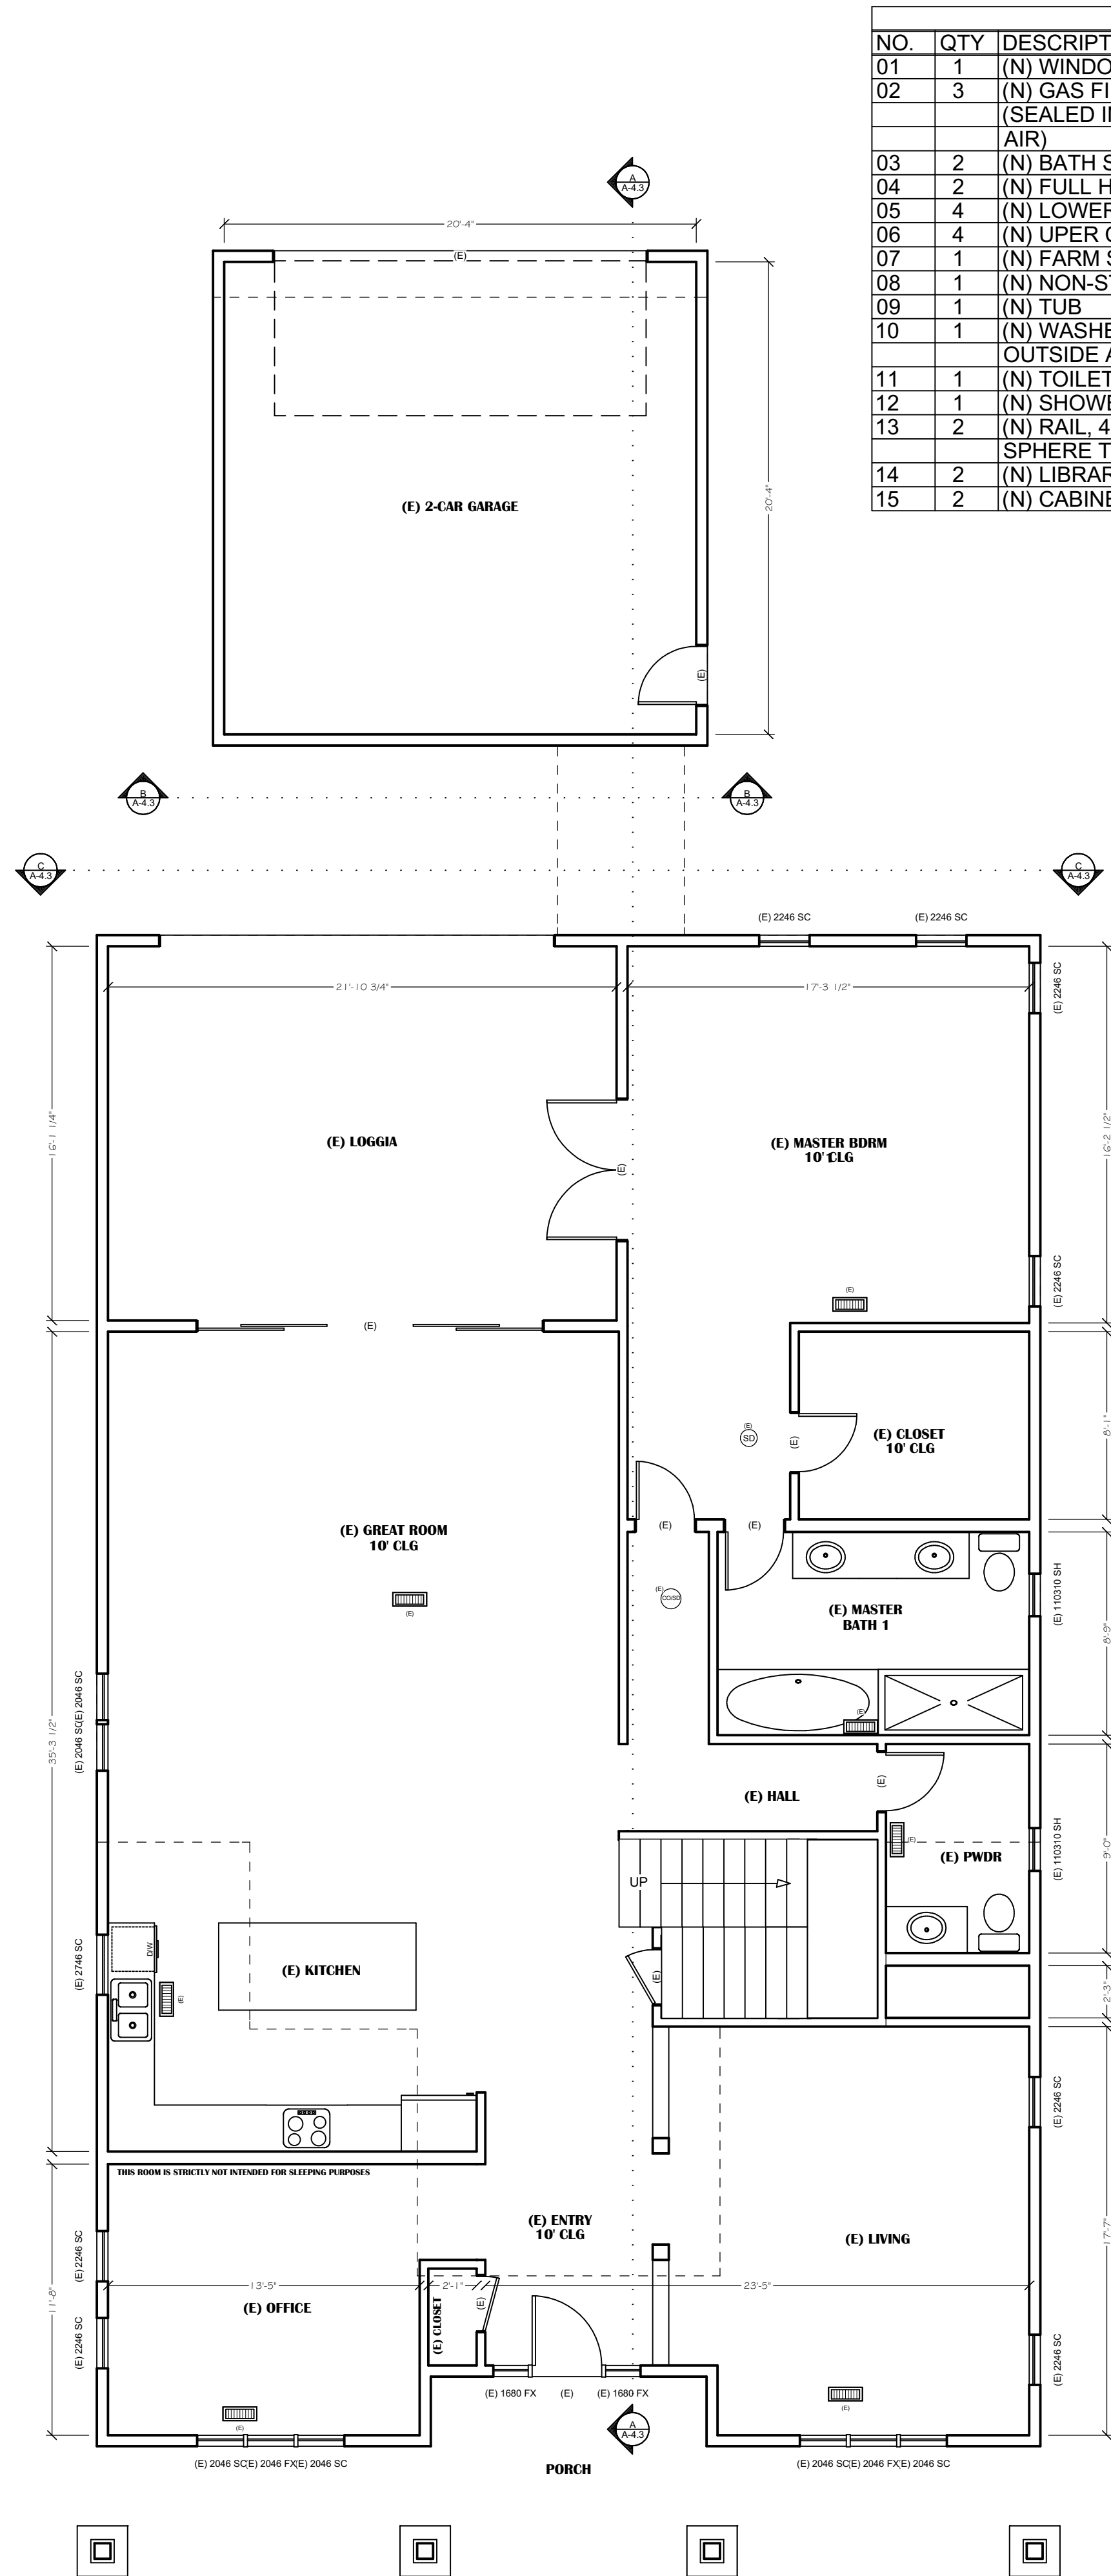 NO. QTY DESCRIPT
01 1 (N) WINDO
02 3 (N) GAS FI
(SEALED I
AIR)
03 2 (N) BATH S
04 2 (N) FULL H
05 4 (N) LOWER
06 4 (N) UPER
07 1 (N) FARM S
08 1 (N) NON-S
09 1 (N) TUB
10 1 (N) WASHE
OUTSIDE A
11 1 (N) TOILET
12 1 (N) SHOWE
13 2 (N) RAIL, 4
SPHERE T
14 2 (N) LIBRAR
15 2 (N) CABINE
A
A-4.3
20'-4"
(E)
(E) 2-CAR GARAGE
20'-4"
(E)
B
A-4.3
B
A-4.3
C
A-4.3
C
A-4.3
(E) 2246 SC
(E) 2246 SC
(E) 2246 SC
21'-10 3/4"
17'-3 1/2"
16'-1 1/4"
(E) LOGGIA
(E)
(E) MASTER BDRM
10' CLG
16'-2 1/2"
(E) 2246 SC
(E)
(E)
(E)
SD
(E)
(E) CLOSET
10' CLG
8'-1"
(E) GREAT ROOM
10' CLG
(E)
(E)
(E)
(E)
CO/SD
(E) MASTER
BATH 1
(E) 110310 SH
8'-9"
(E)
(E) 2046 SC
(E) 2046 SC
35'-3 1/2"
(E) HALL
(E)
(E)
(E) PWDR
(E) 110310 SH
9'-0"
UP
(E) 2746 SC
D/W
(E)
(E) KITCHEN
(E)
2'-3"
(E) 2246 SC
THIS ROOM IS STRICTLY NOT INTENDED FOR SLEEPING PURPOSES
(E) ENTRY
10' CLG
(E) LIVING
17'-7"
(E) 2246 SC
11'-8"
13'-5"
2'-1"
23'-5"
(E) OFFICE
(E) CLOSET
(E)
(E) 2246 SC
(E) 2246 SC
(E) 1680 FX (E) (E) 1680 FX
(E)
(E)
A
A-4.3
(E) 2046 SC (E) 2046 FX (E) 2046 SC
(E) 2046 SC (E) 2046 FX (E) 2046 SC
PORCH